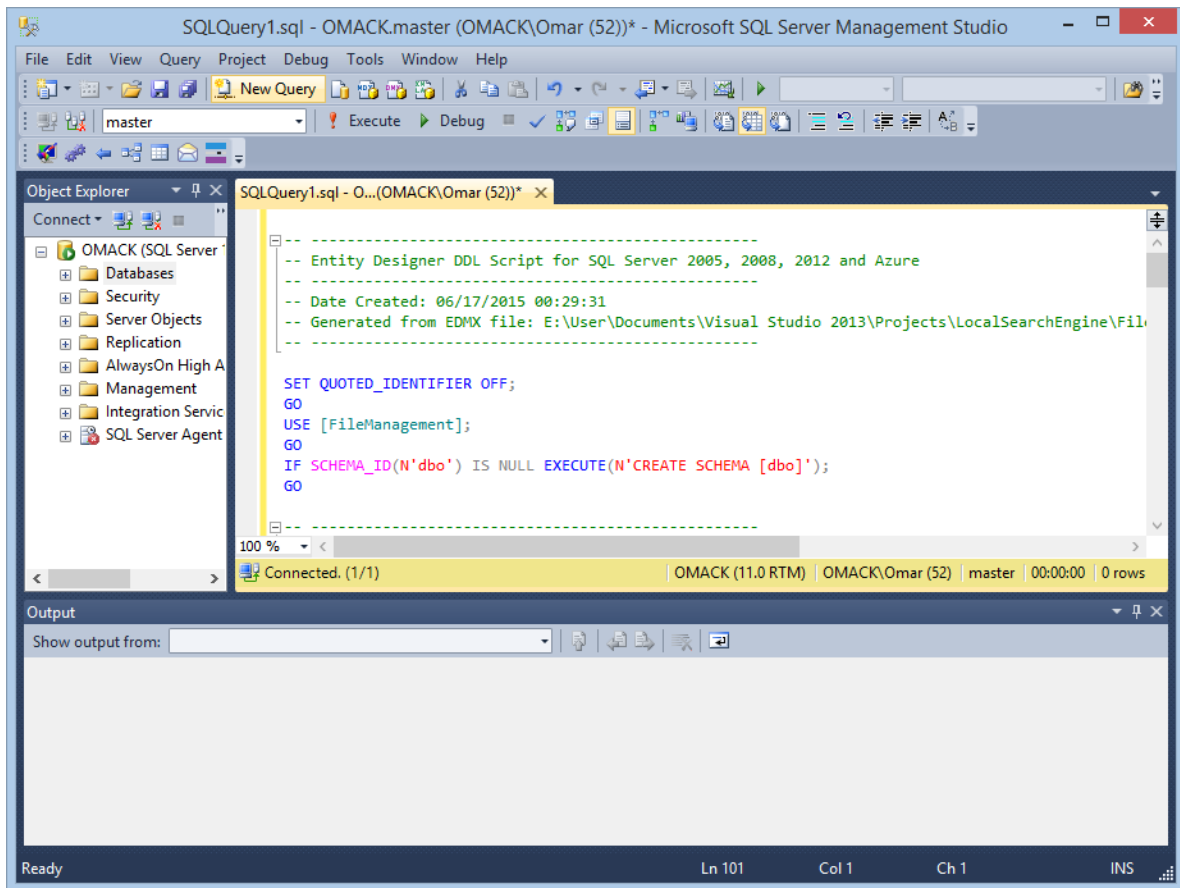 SQLQuery1.sql - OMACK.master (OMACK\Omar (52))* - Microsoft SQL Server Management Studio
File Edit View Query Project Debug Tools Window Help
New Query
master Execute Debug
Object Explorer
Connect
OMACK (SQL Server
Databases
Security
Server Objects
Replication
AlwaysOn High A
Management
Integration Servic
SQL Server Agent
SQLQuery1.sql - O...(OMACK\Omar (52))*
-- --------------------------------------------------
-- Entity Designer DDL Script for SQL Server 2005, 2008, 2012 and Azure
-- --------------------------------------------------
-- Date Created: 06/17/2015 00:29:31
-- Generated from EDMX file: E:\User\Documents\Visual Studio 2013\Projects\LocalSearchEngine\Fil
-- --------------------------------------------------
SET QUOTED_IDENTIFIER OFF;
GO
USE [FileManagement];
GO
IF SCHEMA_ID(N'dbo') IS NULL EXECUTE(N'CREATE SCHEMA [dbo]');
GO
-- --------------------------------------------------
100 %
Connected. (1/1) OMACK (11.0 RTM) OMACK\Omar (52) master 00:00:00 0 rows
Output
Show output from:
Ready Ln 101 Col 1 Ch 1 INS